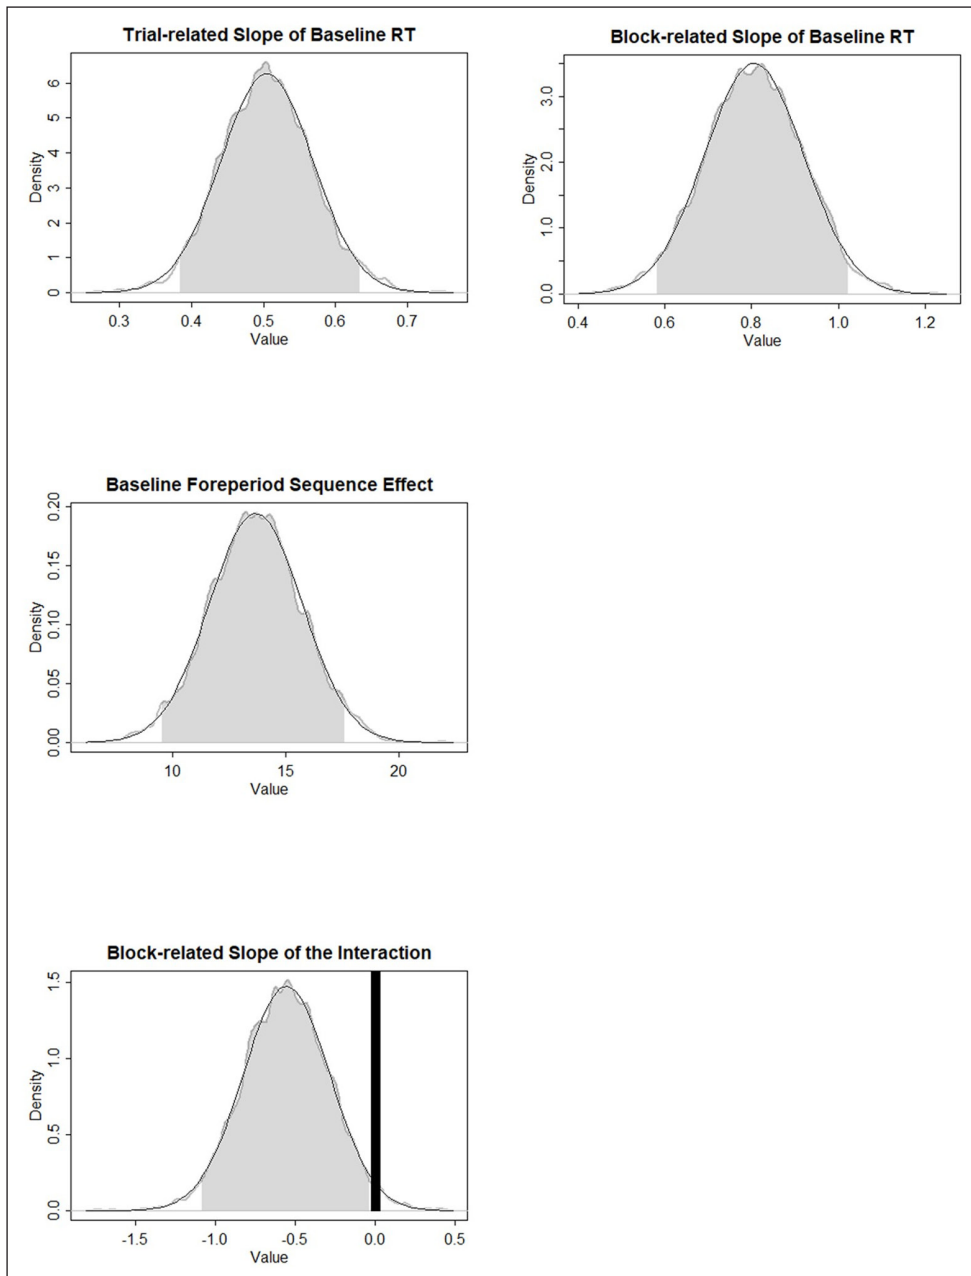 Trial-related Slope of Baseline RT
Density
0 1 2 3 4 5 6
0.3 0.4 0.5 0.6 0.7
Value
Block-related Slope of Baseline RT
Density
0.0 1.0 2.0 3.0
0.4 0.6 0.8 1.0 1.2
Value
Baseline Foreperiod Sequence Effect
Density
0.00 0.05 0.10 0.15 0.20
10 15 20
Value
Block-related Slope of the Interaction
Density
0.0 0.5 1.0 1.5
-1.5 -1.0 -0.5 0.0 0.5
Value